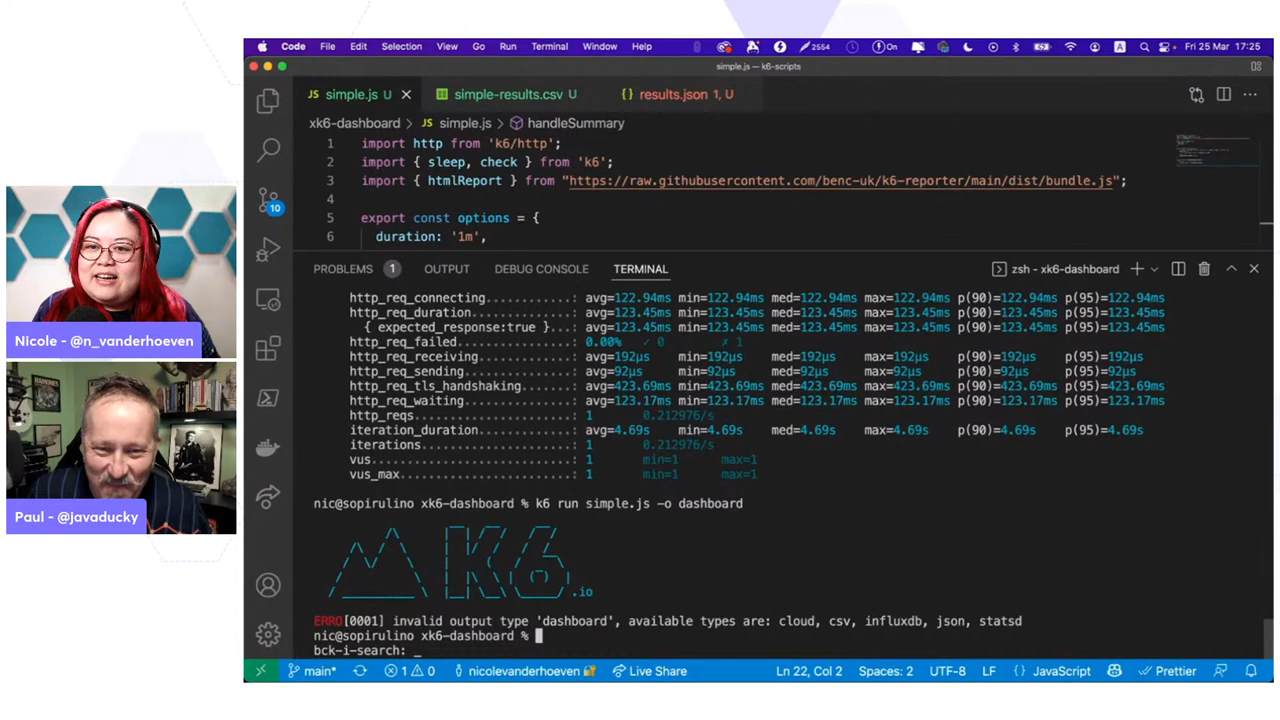 Code File Edit Selection View Go Run Terminal Window Help 2554 On A Fri 25 Mar 17:25
simple.js — k6-scripts
JS simple.js U simple-results.csv U {} results.json 1, U
xk6-dashboard > JS simple.js > handleSummary
1 import http from 'k6/http';
2 import { sleep, check } from 'k6';
3 import { htmlReport } from "https://raw.githubusercontent.com/benc-uk/k6-reporter/main/dist/bundle.js";
4
5 export const options = {
6 duration: '1m',
10
PROBLEMS 1 OUTPUT DEBUG CONSOLE TERMINAL zsh - xk6-dashboard
http_req_connecting..............: avg=122.94ms min=122.94ms med=122.94ms max=122.94ms p(90)=122.94ms p(95)=122.94ms
http_req_duration................: avg=123.45ms min=123.45ms med=123.45ms max=123.45ms p(90)=123.45ms p(95)=123.45ms
{ expected_response:true }...: avg=123.45ms min=123.45ms med=123.45ms max=123.45ms p(90)=123.45ms p(95)=123.45ms
http_req_failed..................: 0.00% ✓ 0 ✗ 1
http_req_receiving...............: avg=192µs min=192µs med=192µs max=192µs p(90)=192µs p(95)=192µs
http_req_sending.................: avg=92µs min=92µs med=92µs max=92µs p(90)=92µs p(95)=92µs
http_req_tls_handshaking.........: avg=423.69ms min=423.69ms med=423.69ms max=423.69ms p(90)=423.69ms p(95)=423.69ms
http_req_waiting.................: avg=123.17ms min=123.17ms med=123.17ms max=123.17ms p(90)=123.17ms p(95)=123.17ms
http_reqs........................: 1 0.212976/s
iteration_duration...............: avg=4.69s min=4.69s med=4.69s max=4.69s p(90)=4.69s p(95)=4.69s
iterations.......................: 1 0.212976/s
vus..............................: 1 min=1 max=1
vus_max..........................: 1 min=1 max=1
nic@sopirulino xk6-dashboard % k6 run simple.js -o dashboard
K6 .io
ERRO[0001] invalid output type 'dashboard', available types are: cloud, csv, influxdb, json, statsd
nic@sopirulino xk6-dashboard %
bck-i-search: _
main* 1 0 nicolevanderhoeven Live Share Ln 22, Col 2 Spaces: 2 UTF-8 LF {} JavaScript Prettier
Nicole - @n_vanderhoeven
Paul - @javaducky